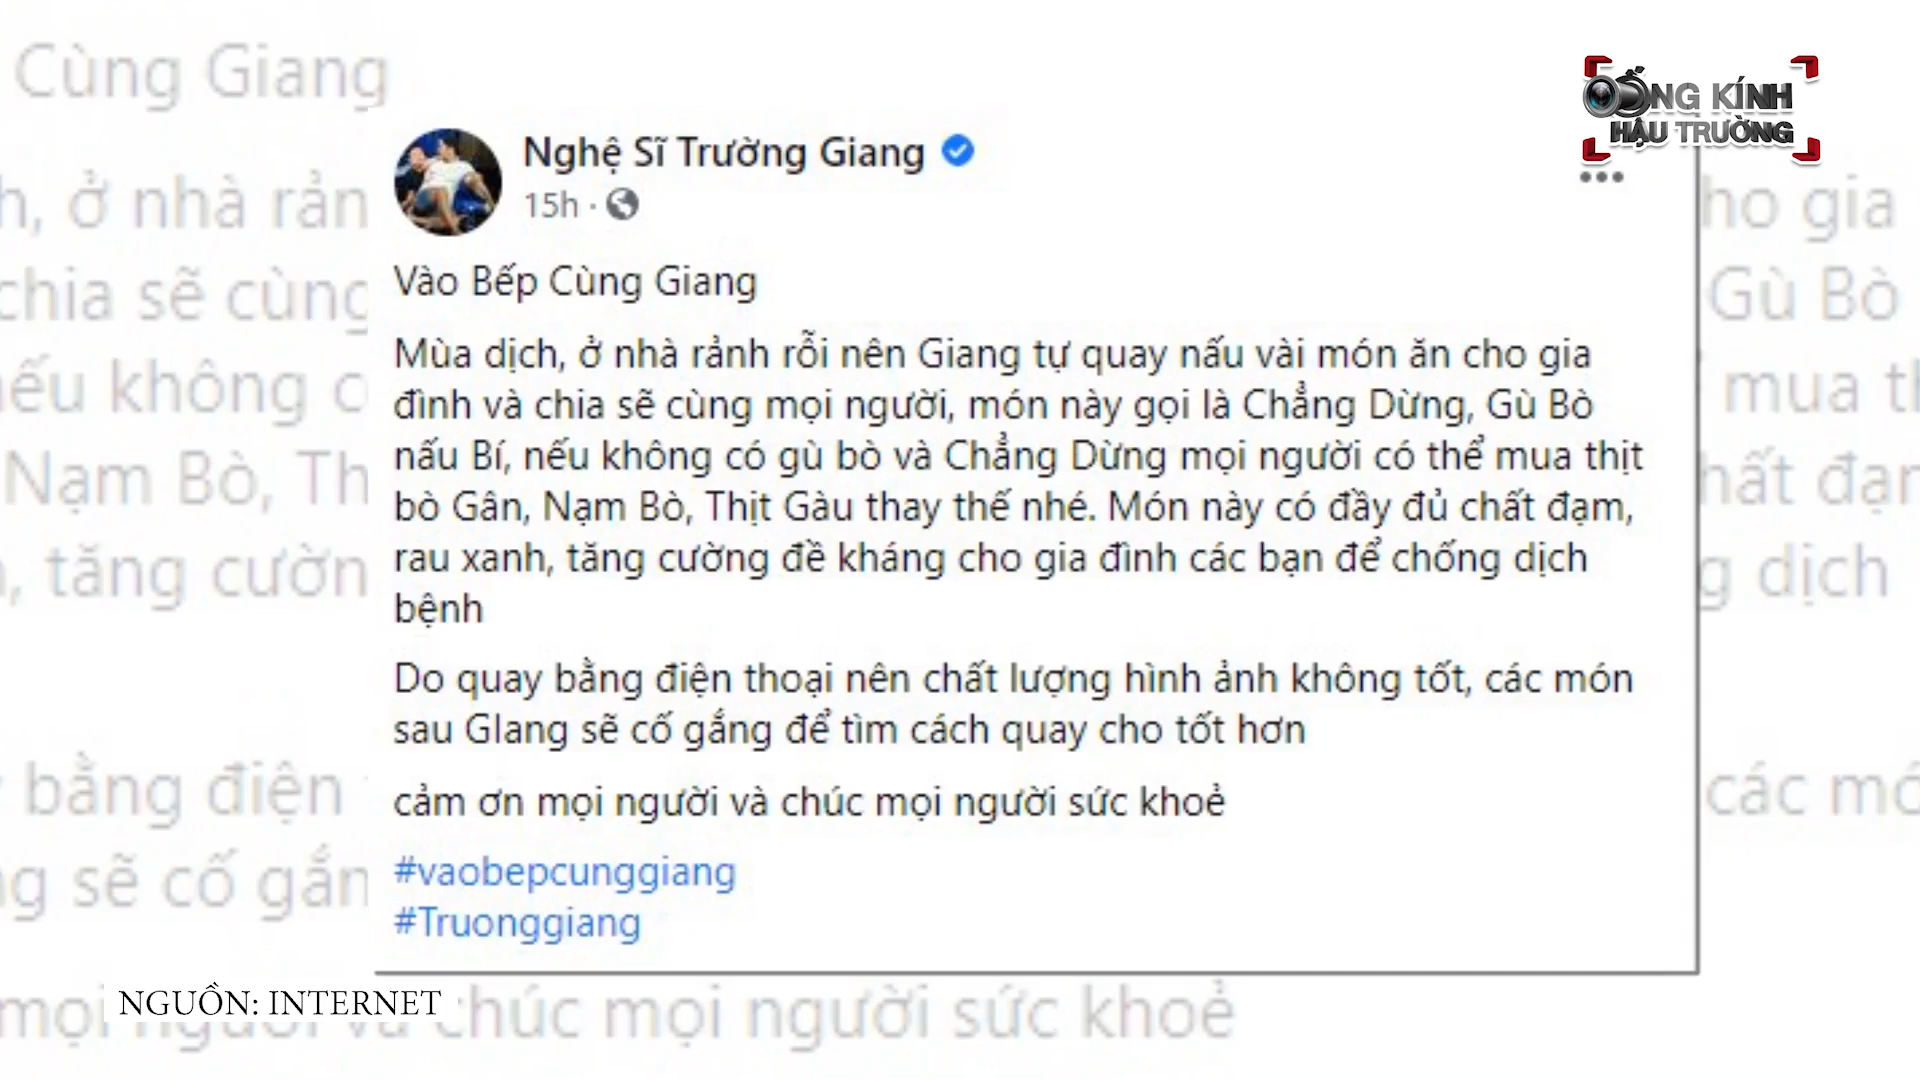 ỐNG KÍNH
HẬU TRƯỜNG
Nghệ Sĩ Trường Giang
15h ·
Vào Bếp Cùng Giang
Mùa dịch, ở nhà rảnh rỗi nên Giang tự quay nấu vài món ăn cho gia
đình và chia sẽ cùng mọi người, món này gọi là Chẳng Dừng, Gù Bò
nấu Bí, nếu không có gù bò và Chẳng Dừng mọi người có thể mua thịt
bò Gân, Nạm Bò, Thịt Gàu thay thế nhé. Món này có đầy đủ chất đạm,
rau xanh, tăng cường đề kháng cho gia đình các bạn để chống dịch
bệnh
Do quay bằng điện thoại nên chất lượng hình ảnh không tốt, các món
sau GIang sẽ cố gắng để tìm cách quay cho tốt hơn
cảm ơn mọi người và chúc mọi người sức khoẻ
#vaobepcunggiang
#Truonggiang
NGUỒN: INTERNET